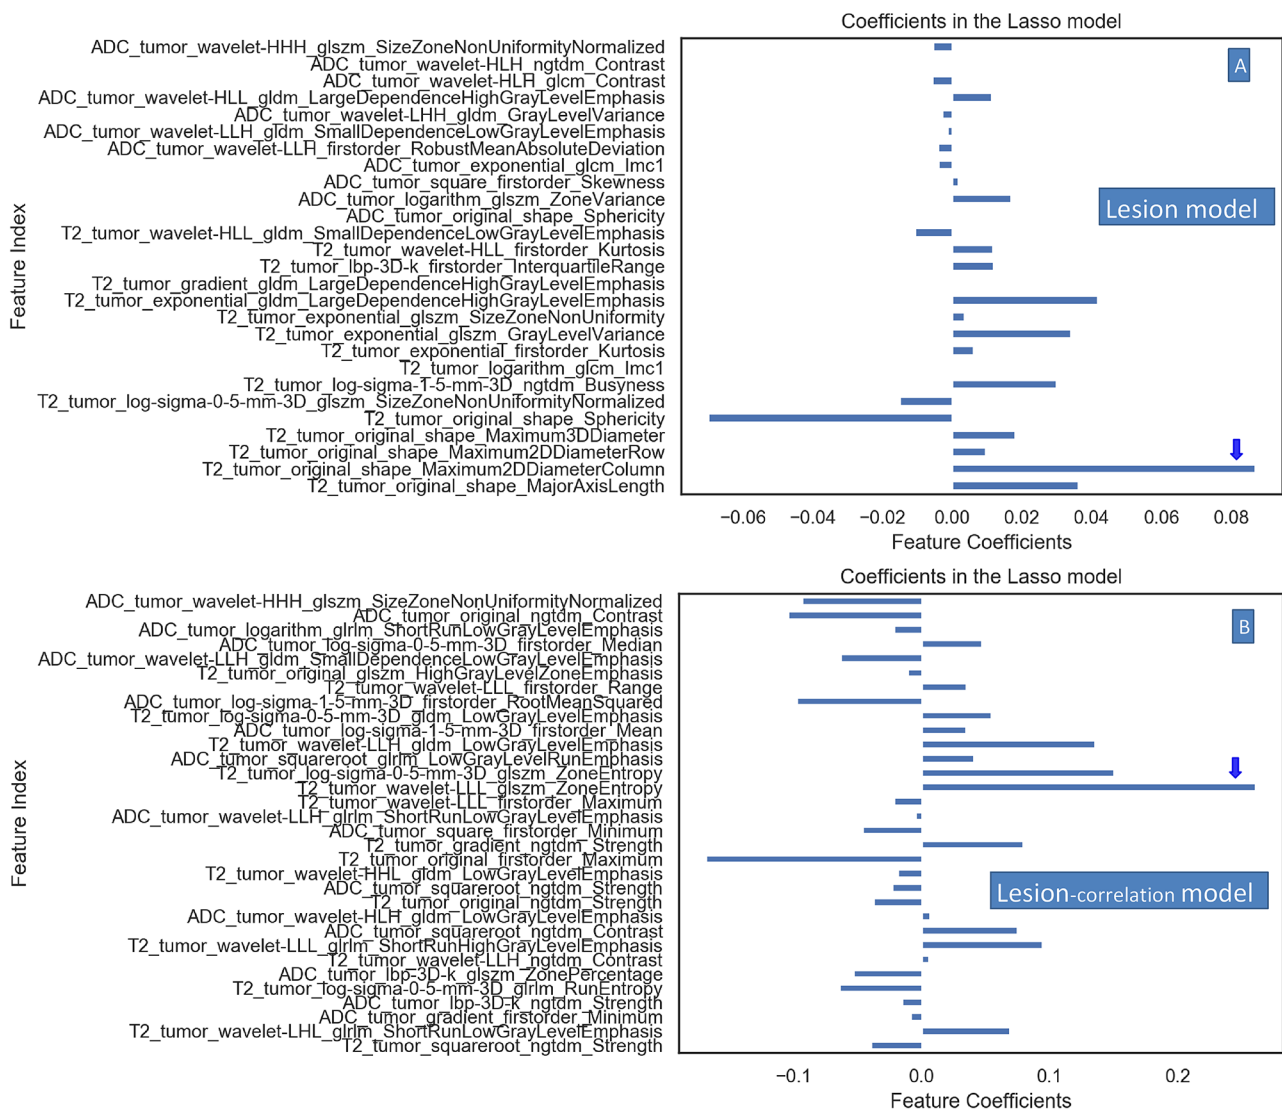 Coefficients in the Lasso model
ADC_tumor_wavelet-HHH_glszm_SizeZoneNonUniformityNormalized
ADC_tumor_wavelet-HLH_ngtdm_Contrast
ADC_tumor_wavelet-HLH_glcm_Contrast
ADC_tumor_wavelet-HLL_gldm_LargeDependenceHighGrayLevelEmphasis
ADC_tumor_wavelet-LHH_gldm_GrayLevelVariance
ADC_tumor_wavelet-LLH_gldm_SmallDependenceLowGrayLevelEmphasis
ADC_tumor_wavelet-LLH_firstorder_RobustMeanAbsoluteDeviation
ADC_tumor_exponential_glcm_Imc1
ADC_tumor_square_firstorder_Skewness
ADC_tumor_logarithm_glszm_ZoneVariance
ADC_tumor_original_shape_Sphericity
T2_tumor_wavelet-HLL_gldm_SmallDependenceLowGrayLevelEmphasis
T2_tumor_wavelet-HLL_firstorder_Kurtosis
T2_tumor_lbp-3D-k_firstorder_InterquartileRange
T2_tumor_gradient_gldm_LargeDependenceHighGrayLevelEmphasis
T2_tumor_exponential_gldm_LargeDependenceHighGrayLevelEmphasis
T2_tumor_exponential_glszm_SizeZoneNonUniformity
T2_tumor_exponential_glszm_GrayLevelVariance
T2_tumor_exponential_firstorder_Kurtosis
T2_tumor_logarithm_glcm_Imc1
T2_tumor_log-sigma-1-5-mm-3D_ngtdm_Busyness
T2_tumor_log-sigma-0-5-mm-3D_glszm_SizeZoneNonUniformityNormalized
T2_tumor_original_shape_Sphericity
T2_tumor_original_shape_Maximum3DDiameter
T2_tumor_original_shape_Maximum2DDiameterRow
T2_tumor_original_shape_Maximum2DDiameterColumn
T2_tumor_original_shape_MajorAxisLength
Feature Index
A
Lesion model
−0.06 −0.04 −0.02 0.00 0.02 0.04 0.06 0.08
Feature Coefficients
Coefficients in the Lasso model
ADC_tumor_wavelet-HHH_glszm_SizeZoneNonUniformityNormalized
ADC_tumor_original_ngtdm_Contrast
ADC_tumor_logarithm_glrlm_ShortRunLowGrayLevelEmphasis
ADC_tumor_log-sigma-0-5-mm-3D_firstorder_Median
ADC_tumor_wavelet-LLH_gldm_SmallDependenceLowGrayLevelEmphasis
T2_tumor_original_glszm_HighGrayLevelZoneEmphasis
T2_tumor_wavelet-LLL_firstorder_Range
ADC_tumor_log-sigma-1-5-mm-3D_firstorder_RootMeanSquared
T2_tumor_log-sigma-0-5-mm-3D_gldm_LowGrayLevelEmphasis
ADC_tumor_log-sigma-1-5-mm-3D_firstorder_Mean
T2_tumor_wavelet-LLH_gldm_LowGrayLevelEmphasis
ADC_tumor_squareroot_glrlm_LowGrayLevelRunEmphasis
T2_tumor_log-sigma-0-5-mm-3D_glszm_ZoneEntropy
T2_tumor_wavelet-LLL_glszm_ZoneEntropy
T2_tumor_wavelet-LLL_firstorder_Maximum
ADC_tumor_wavelet-LLH_glrlm_ShortRunLowGrayLevelEmphasis
ADC_tumor_square_firstorder_Minimum
T2_tumor_gradient_ngtdm_Strength
T2_tumor_original_firstorder_Maximum
T2_tumor_wavelet-HHL_gldm_LowGrayLevelEmphasis
ADC_tumor_squareroot_ngtdm_Strength
T2_tumor_original_ngtdm_Strength
ADC_tumor_wavelet-HLH_gldm_LowGrayLevelEmphasis
ADC_tumor_squareroot_ngtdm_Contrast
T2_tumor_wavelet-LLL_glrlm_ShortRunHighGrayLevelEmphasis
T2_tumor_wavelet-LLH_ngtdm_Contrast
ADC_tumor_lbp-3D-k_glszm_ZonePercentage
T2_tumor_log-sigma-0-5-mm-3D_glrlm_RunEntropy
ADC_tumor_lbp-3D-k_ngtdm_Strength
ADC_tumor_gradient_firstorder_Minimum
T2_tumor_wavelet-LHL_glrlm_ShortRunLowGrayLevelEmphasis
T2_tumor_squareroot_ngtdm_Strength
Feature Index
B
Lesion-correlation model
−0.1 0.0 0.1 0.2
Feature Coefficients